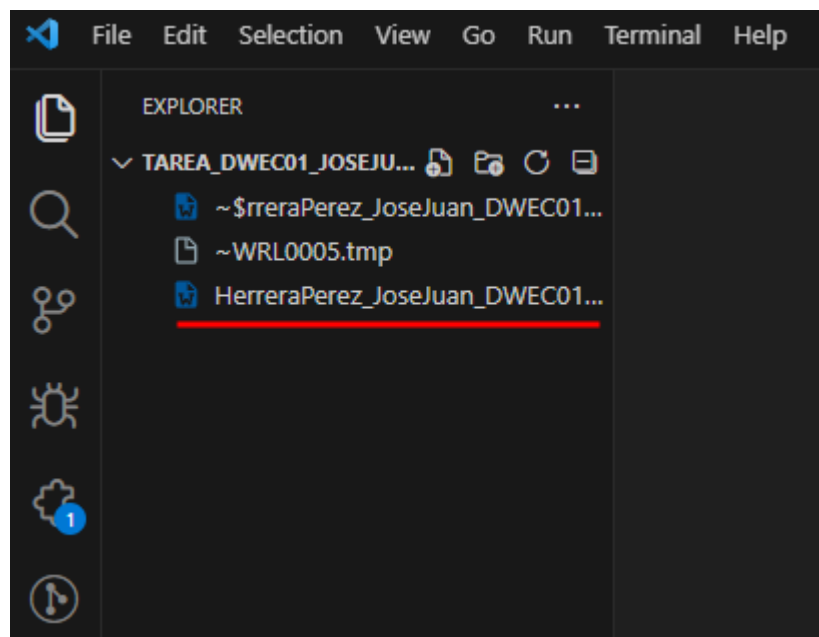 File Edit Selection View Go Run Terminal Help
EXPLORER ...
TAREA_DWEC01_JOSEJU...
~$rreraPerez_JoseJuan_DWEC01...
~WRL0005.tmp
HerreraPerez_JoseJuan_DWEC01...
1